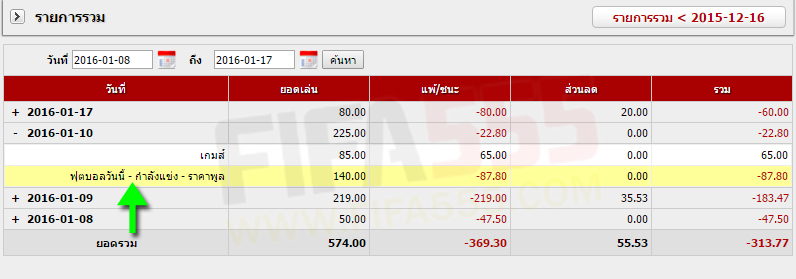 รายการรวม
รายการรวม < 2015-12-16
วันที่ 2016-01-08 ถึง 2016-01-17 ค้นหา
วันที่ ยอดเล่น แพ้/ชนะ ส่วนลด รวม
+ 2016-01-17 80.00 -80.00 20.00 -60.00
- 2016-01-10 225.00 -22.80 0.00 -22.80
เกมส์ 85.00 65.00 0.00 65.00
ฟุตบอลวันนี้ - กำลังแข่ง - ราคาพูล 140.00 -87.80 0.00 -87.80
+ 2016-01-09 219.00 -219.00 35.53 -183.47
+ 2016-01-08 50.00 -47.50 0.00 -47.50
ยอดรวม 574.00 -369.30 55.53 -313.77
FIFA555
WWW.FIFA555.COM